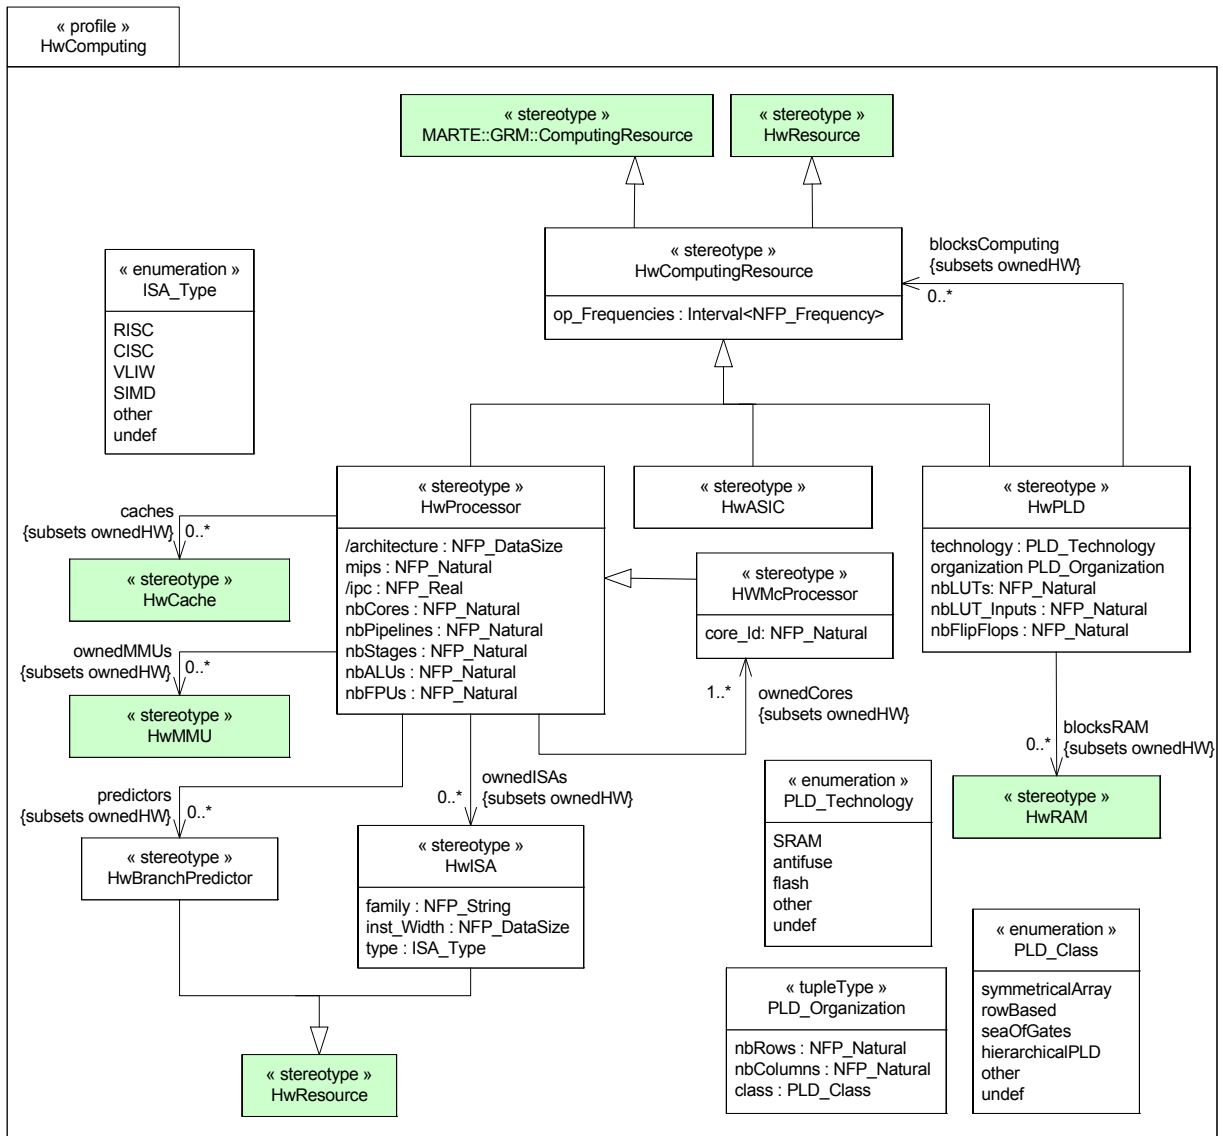 « profile »
HwComputing
« stereotype »
MARTE::GRM::ComputingResource
« stereotype »
HwResource
« stereotype »
HwComputingResource
op_Frequencies : Interval<NFP_Frequency>
blocksComputing
{subsets ownedHW}
0..*
« enumeration »
ISA_Type
RISC
CISC
VLIW
SIMD
other
undef
« stereotype »
HwProcessor
/architecture : NFP_DataSize
mips : NFP_Natural
/ipc : NFP_Real
nbCores : NFP_Natural
nbPipelines : NFP_Natural
nbStages : NFP_Natural
nbALUs : NFP_Natural
nbFPUs : NFP_Natural
« stereotype »
HwASIC
« stereotype »
HwPLD
technology : PLD_Technology
organization PLD_Organization
nbLUTs: NFP_Natural
nbLUT_Inputs : NFP_Natural
nbFlipFlops : NFP_Natural
caches
{subsets ownedHW}
0..*
« stereotype »
HwCache
« stereotype »
HWMcProcessor
core_Id: NFP_Natural
ownedMMUs
{subsets ownedHW}
0..*
« stereotype »
HwMMU
1..*
ownedCores
{subsets ownedHW}
blocksRAM
0..*
{subsets ownedHW}
« stereotype »
HwRAM
predictors
{subsets ownedHW}
0..*
« stereotype »
HwBranchPredictor
ownedISAs
0..*
{subsets ownedHW}
« stereotype »
HwISA
family : NFP_String
inst_Width : NFP_DataSize
type : ISA_Type
« enumeration »
PLD_Technology
SRAM
antifuse
flash
other
undef
« enumeration »
PLD_Class
symmetricalArray
rowBased
seaOfGates
hierarchicalPLD
other
undef
« tupleType »
PLD_Organization
nbRows : NFP_Natural
nbColumns : NFP_Natural
class : PLD_Class
« stereotype »
HwResource